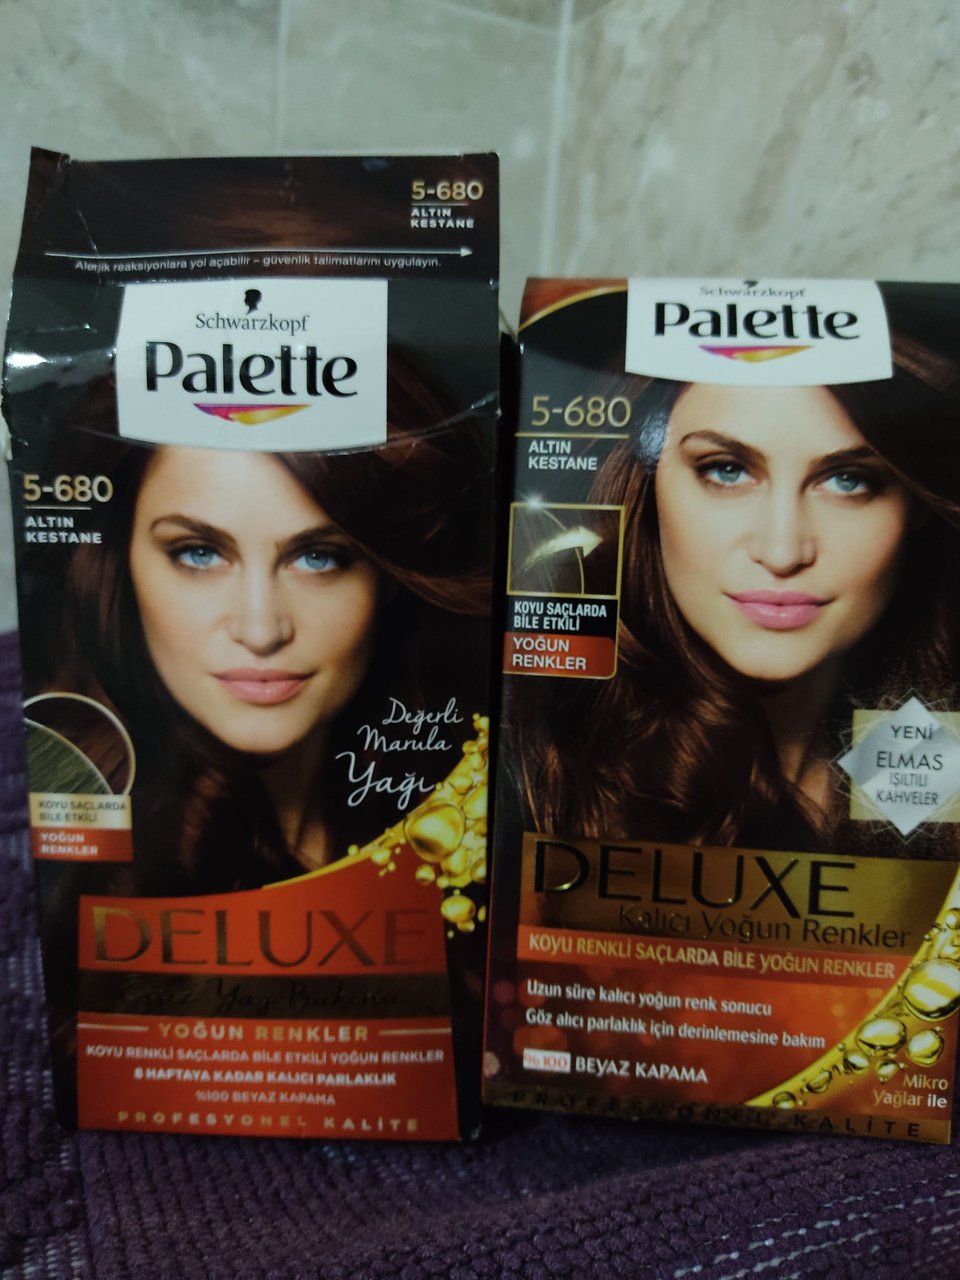 5-680
ALTIN
KESTANE
Alerjik reaksiyonlara yol açabilir – güvenlik talimatlarını uygulayın.
Schwarzkopf
Palette
5-680
ALTIN
KESTANE
Değerli
Marula
Yağı
KOYU SAÇLARDA
BİLE ETKİLİ
YOĞUN
RENKLER
DELUXE
Eşsiz Yağ Bakımı
YOĞUN RENKLER
KOYU RENKLİ SAÇLARDA BİLE ETKİLİ YOĞUN RENKLER
8 HAFTAYA KADAR KALICI PARLAKLIK
%100 BEYAZ KAPAMA
PROFESYONEL KALİTE
Schwarzkopf
Palette
5-680
ALTIN
KESTANE
KOYU SAÇLARDA
BİLE ETKİLİ
YOĞUN
RENKLER
YENİ
ELMAS
IŞILTILI
KAHVELER
DELUXE
Kalıcı Yoğun Renkler
KOYU RENKLİ SAÇLARDA BİLE YOĞUN RENKLER
Uzun süre kalıcı yoğun renk sonucu
Göz alıcı parlaklık için derinlemesine bakım
%100 BEYAZ KAPAMA
Mikro
Yağlar ile
PROFESYONEL KALİTE